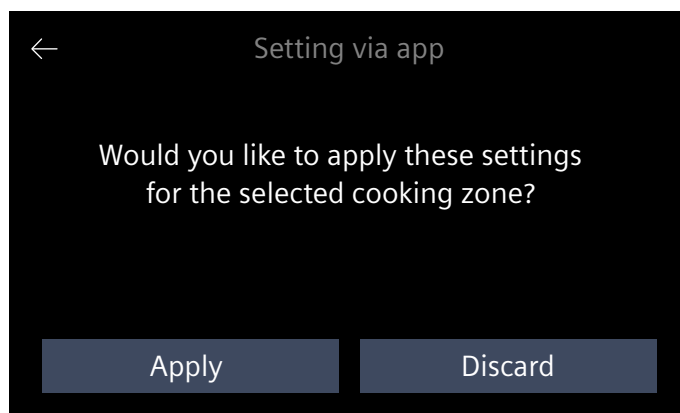 Setting via app
Would you like to apply these settings
for the selected cooking zone?
Apply
Discard